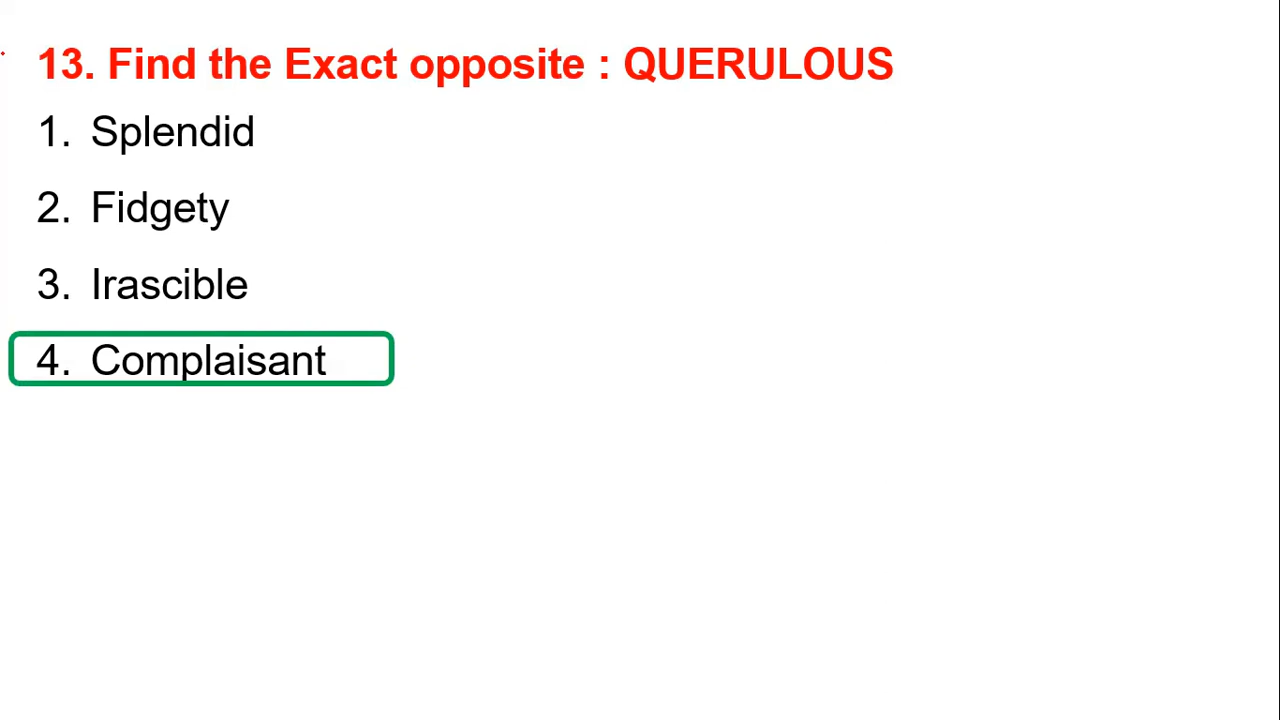 13. Find the Exact opposite : QUERULOUS
1. Splendid
2. Fidgety
3. Irascible
4. Complaisant